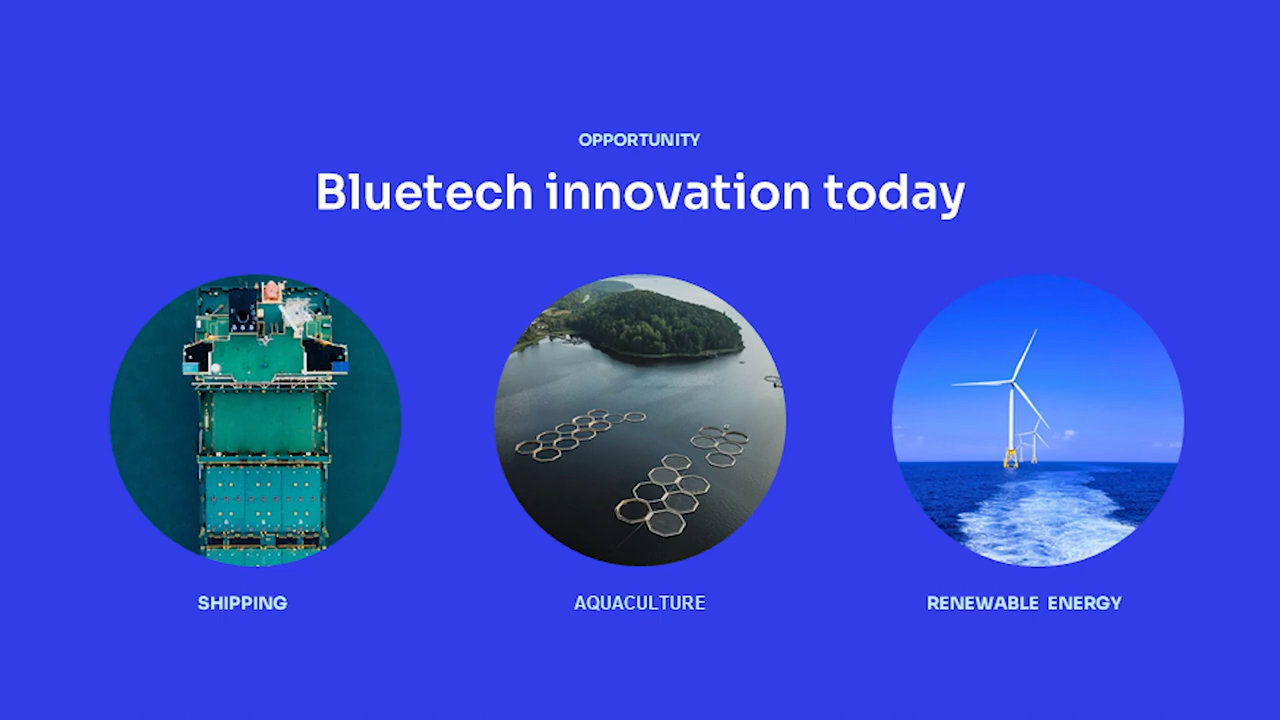 OPPORTUNITY
Bluetech innovation today
SHIPPING
AQUACULTURE
RENEWABLE ENERGY